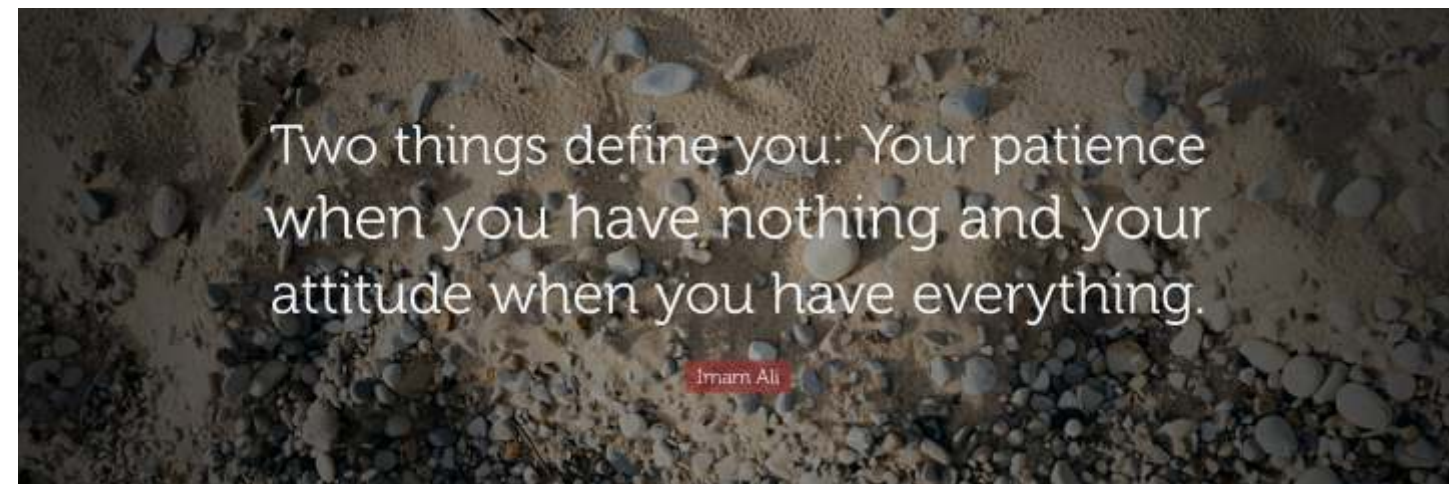 Two things define you: Your patience
when you have nothing and your
attitude when you have everything.
Imam Ali